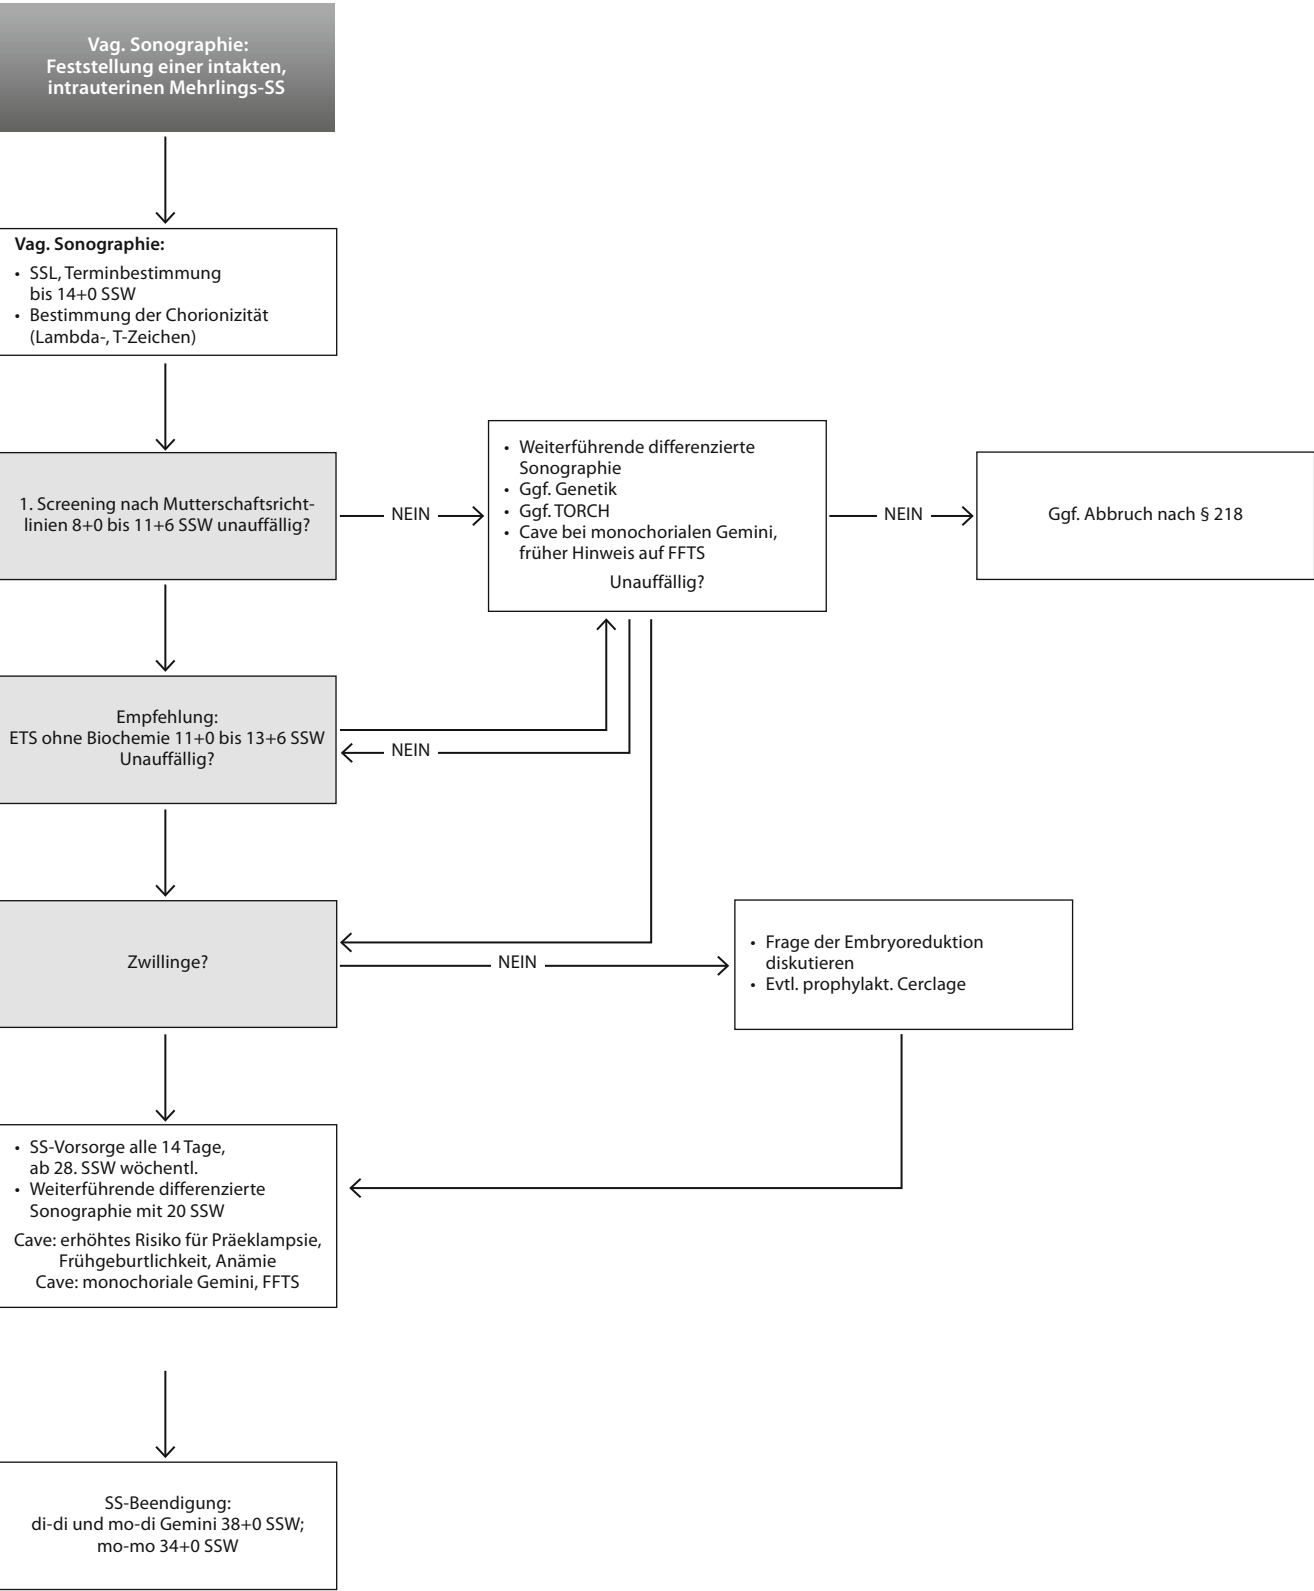 Vag. Sonographie:
Feststellung einer intakten,
intrauterinen Mehrlings-SS
Vag. Sonographie:
• SSL, Terminbestimmung
bis 14+0 SSW
• Bestimmung der Chorionizität
(Lambda-, T-Zeichen)
1. Screening nach Mutterschaftsricht-
linien 8+0 bis 11+6 SSW unauffällig?
NEIN
• Weiterführende differenzierte
Sonographie
• Ggf. Genetik
• Ggf. TORCH
• Cave bei monochorialen Gemini,
früher Hinweis auf FFTS
Unauffällig?
NEIN
Ggf. Abbruch nach § 218
Empfehlung:
ETS ohne Biochemie 11+0 bis 13+6 SSW
Unauffällig?
NEIN
Zwillinge?
NEIN
• Frage der Embryoreduktion
diskutieren
• Evtl. prophylakt. Cerclage
• SS-Vorsorge alle 14 Tage,
ab 28. SSW wöchentl.
• Weiterführende differenzierte
Sonographie mit 20 SSW
Cave: erhöhtes Risiko für Präeklampsie,
Frühgeburtlichkeit, Anämie
Cave: monochoriale Gemini, FFTS
SS-Beendigung:
di-di und mo-di Gemini 38+0 SSW;
mo-mo 34+0 SSW